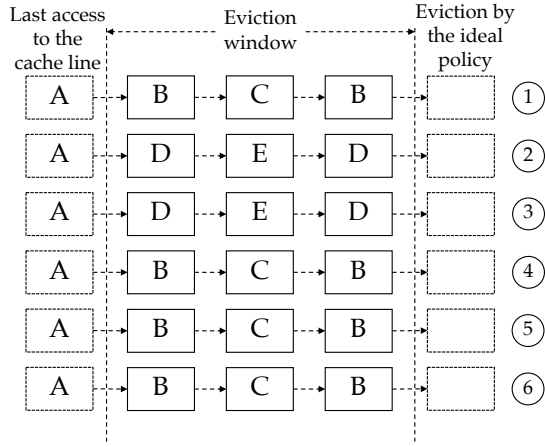 Last access
to the
cache line
Eviction
window
Eviction by
the ideal
policy
A B C B 1
A D E D 2
A D E D 3
A B C B 4
A B C B 5
A B C B 6